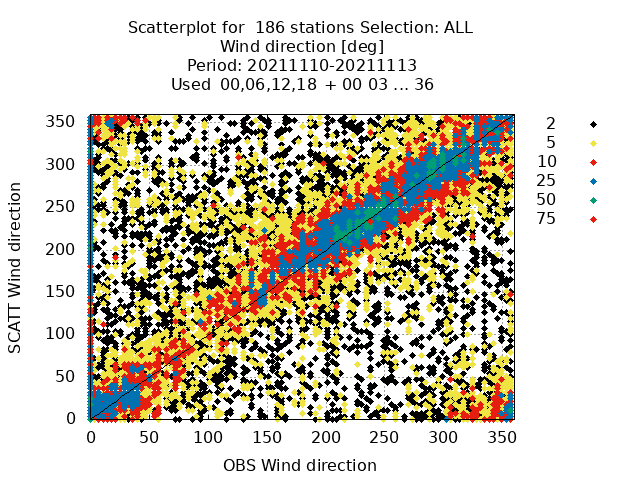 Scatterplot for 186 stations Selection: ALL
Wind direction [deg]
Period: 20211110-20211113
Used 00,06,12,18 + 00 03 ... 36
350
300
250
200
150
100
50
0
SCATT Wind direction
0 50 100 150 200 250 300 350
OBS Wind direction
2
5
10
25
50
75